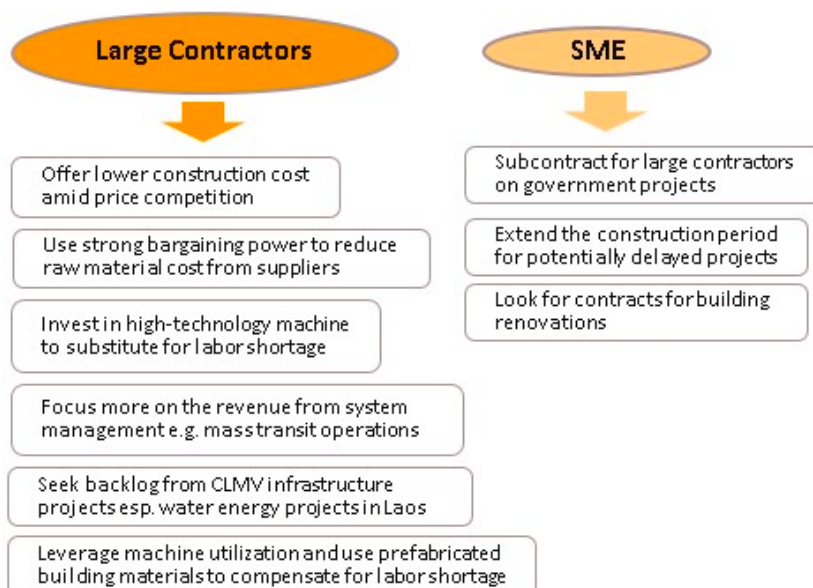 Large Contractors
Offer lower construction cost
amid price competition
Use strong bargaining power to reduce
raw material cost from suppliers
Invest in high-technology machine
to substitute for labor shortage
Focus more on the revenue from system
management e.g. mass transit operations
Seek backlog from CLMV infrastructure
projects esp. water energy projects in Laos
Leverage machine utilization and use prefabricated
building materials to compensate for labor shortage
SME
Subcontract for large contractors
on government projects
Extend the construction period
for potentially delayed projects
Look for contracts for building
renovations